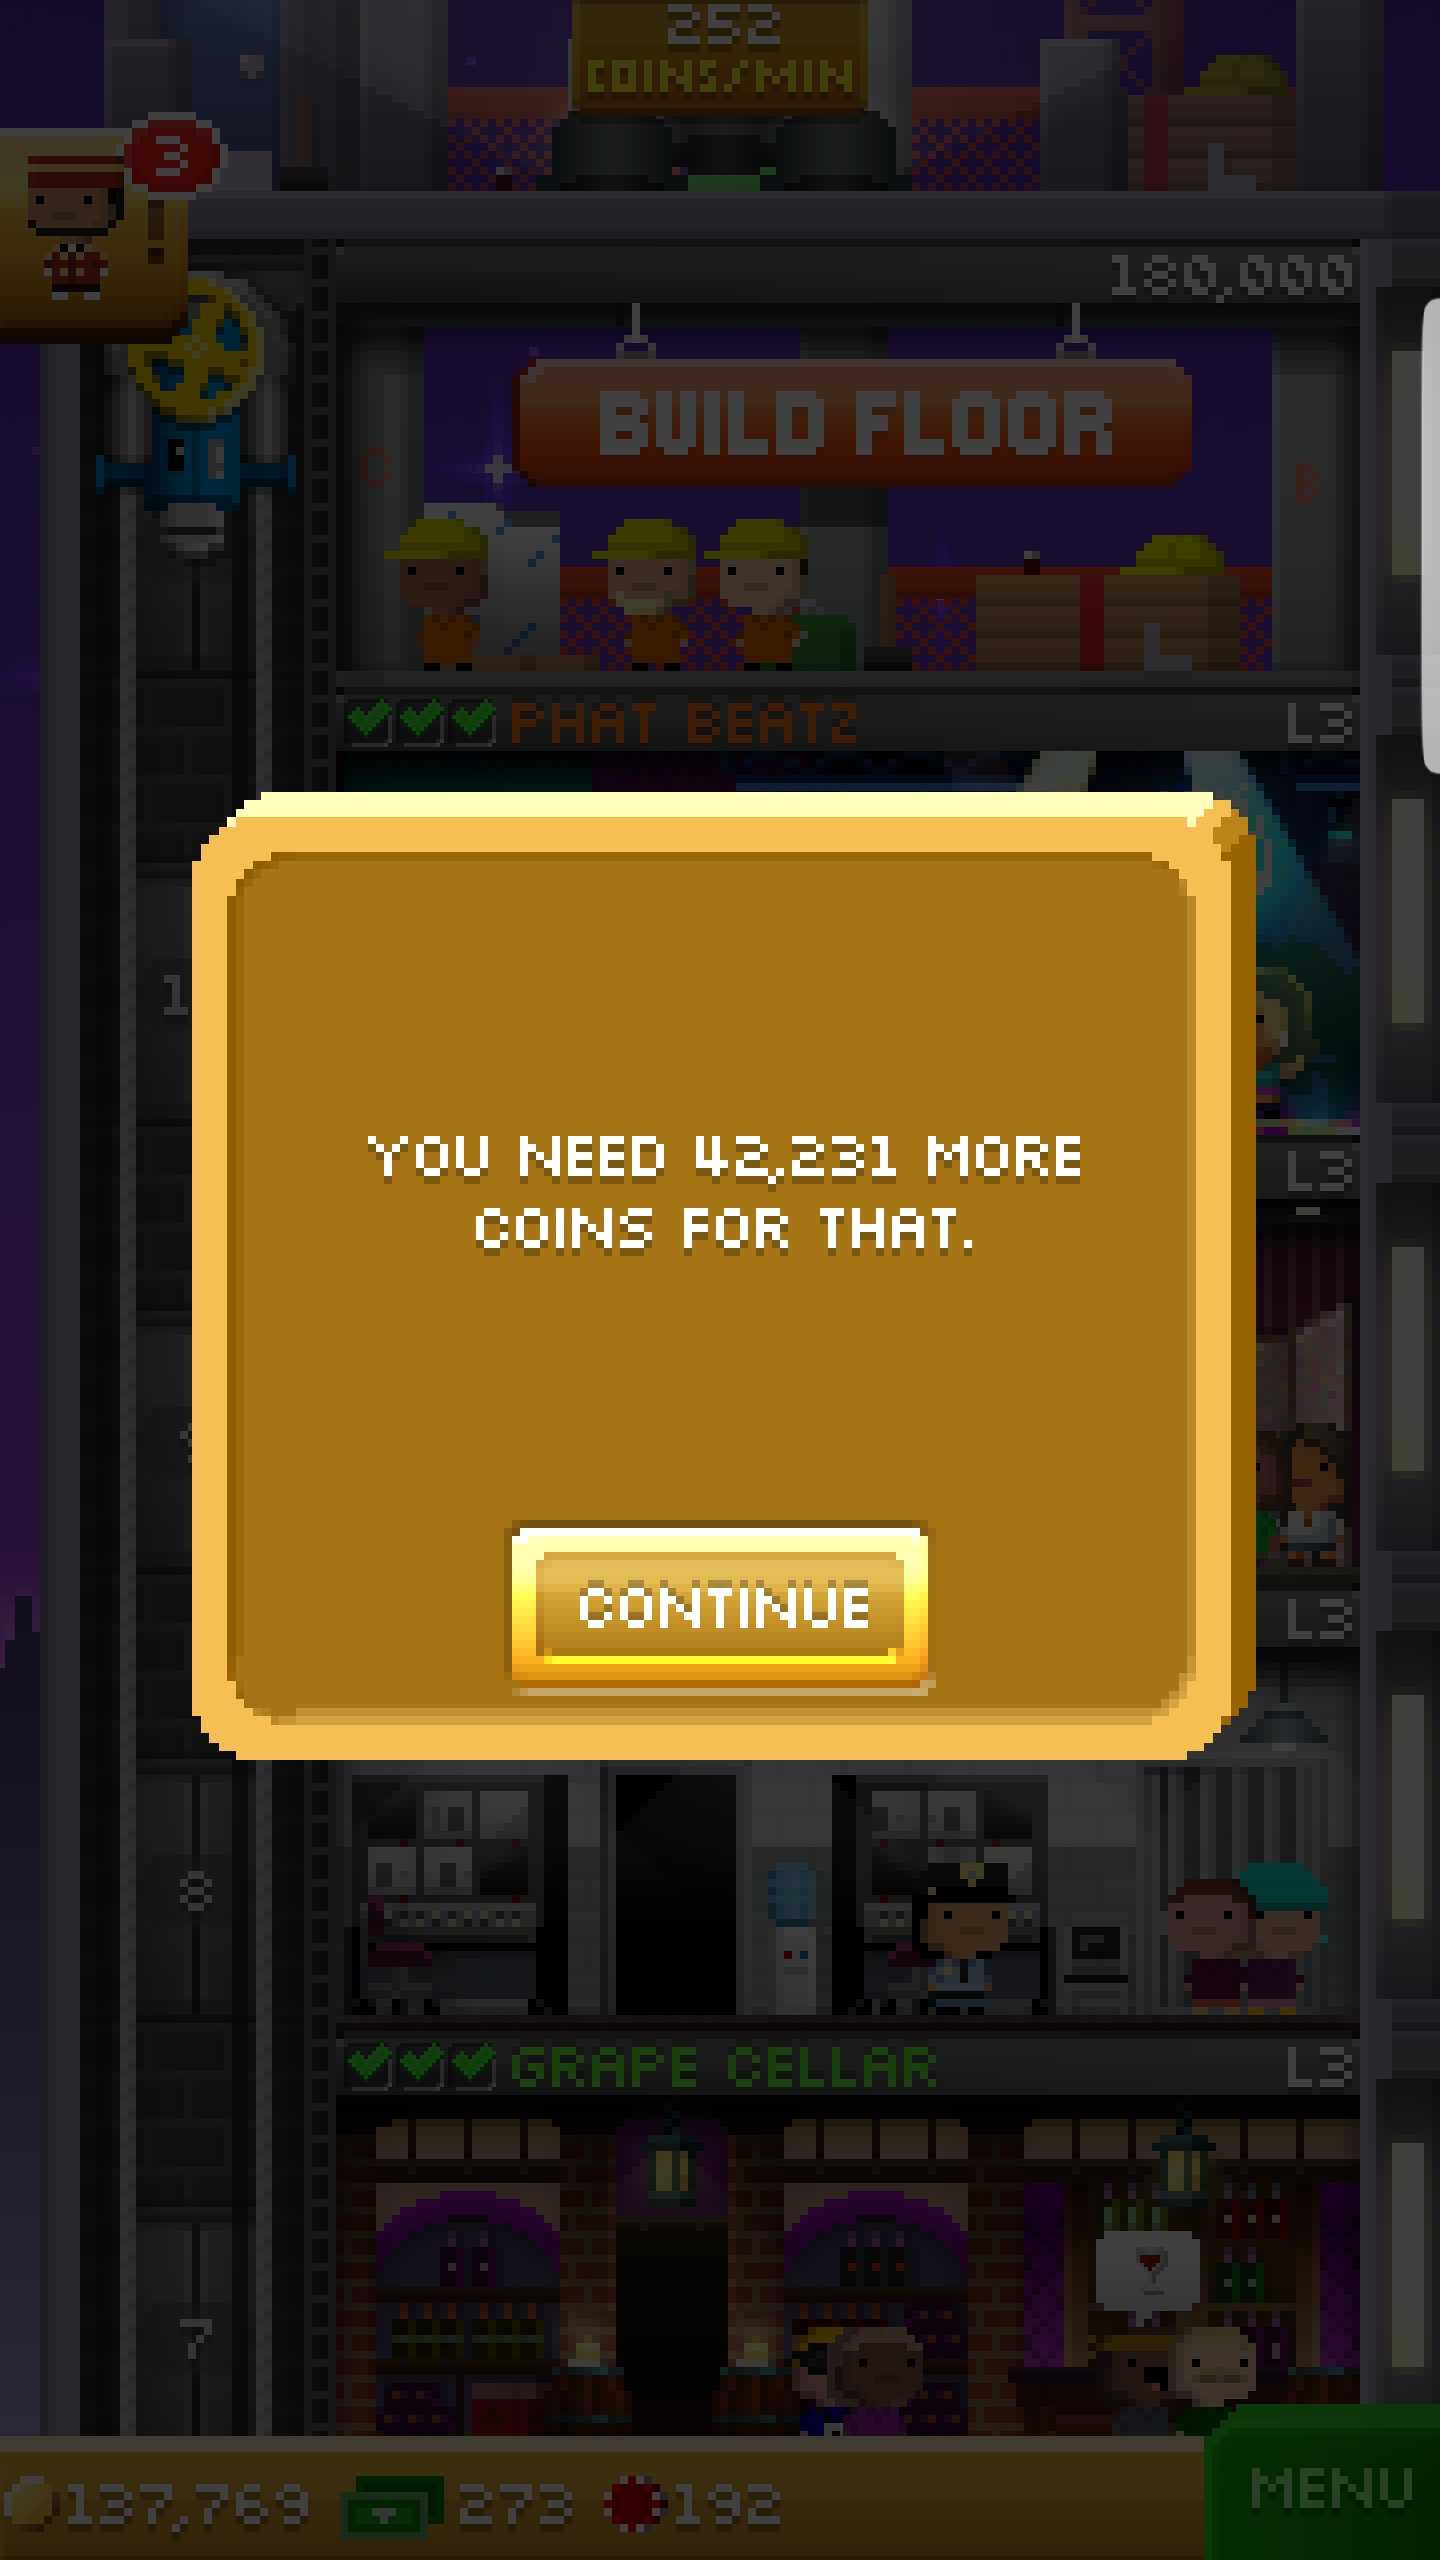 252
COINS/MIN
3
180,000
BUILD FLOOR
C
B
PHAT BEATZ L3
1
YOU NEED 42,231 MORE
COINS FOR THAT.
L3
CONTINUE
L3
8
GRAPE CELLAR L3
7
137,769 273 192
MENU